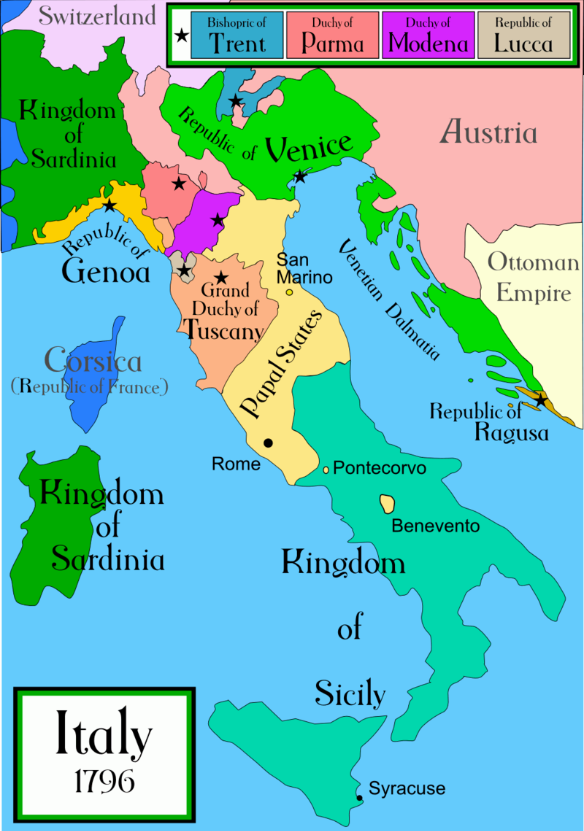 Switzerland
Bishopric of
Trent
Duchy of
Parma
Duchy of
Modena
Republic of
Lucca
Kingdom
of
Sardinia
Republic of Venice
Austria
Republic of
Genoa
San
Marino
Venetian Dalmatia
Ottoman
Empire
Grand
Duchy of
Tuscany
Papal States
Corsica
(Republic of France)
Republic of
Ragusa
Rome
Pontecorvo
Benevento
Kingdom
of
Sardinia
Kingdom
of
Sicily
Italy
1796
Syracuse